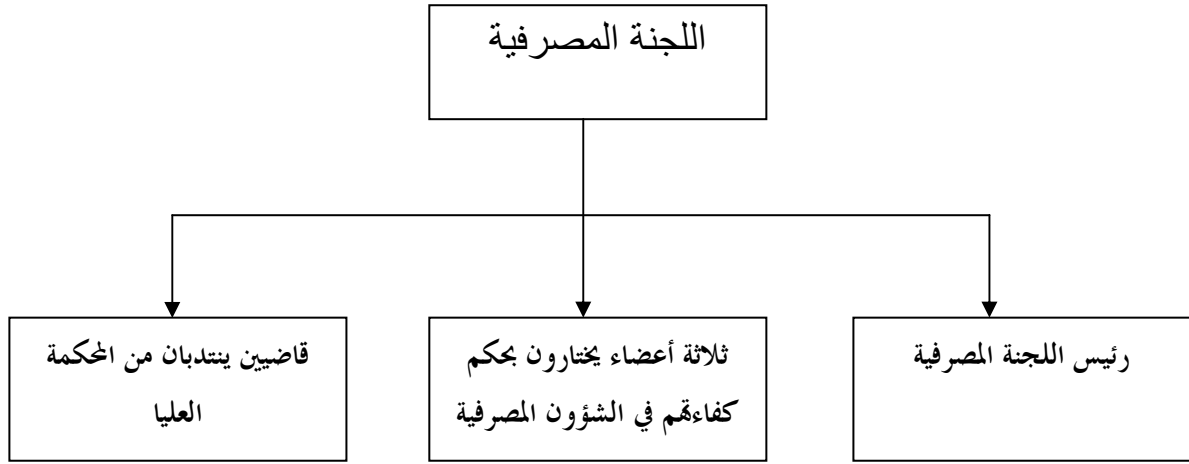 اللجنة المصرفية
رئيس اللجنة المصرفية
ثلاثة أعضاء يختارون بحكم
كفاءتهم في الشؤون المصرفية
قاضيين ينتدبان من المحكمة
العليا